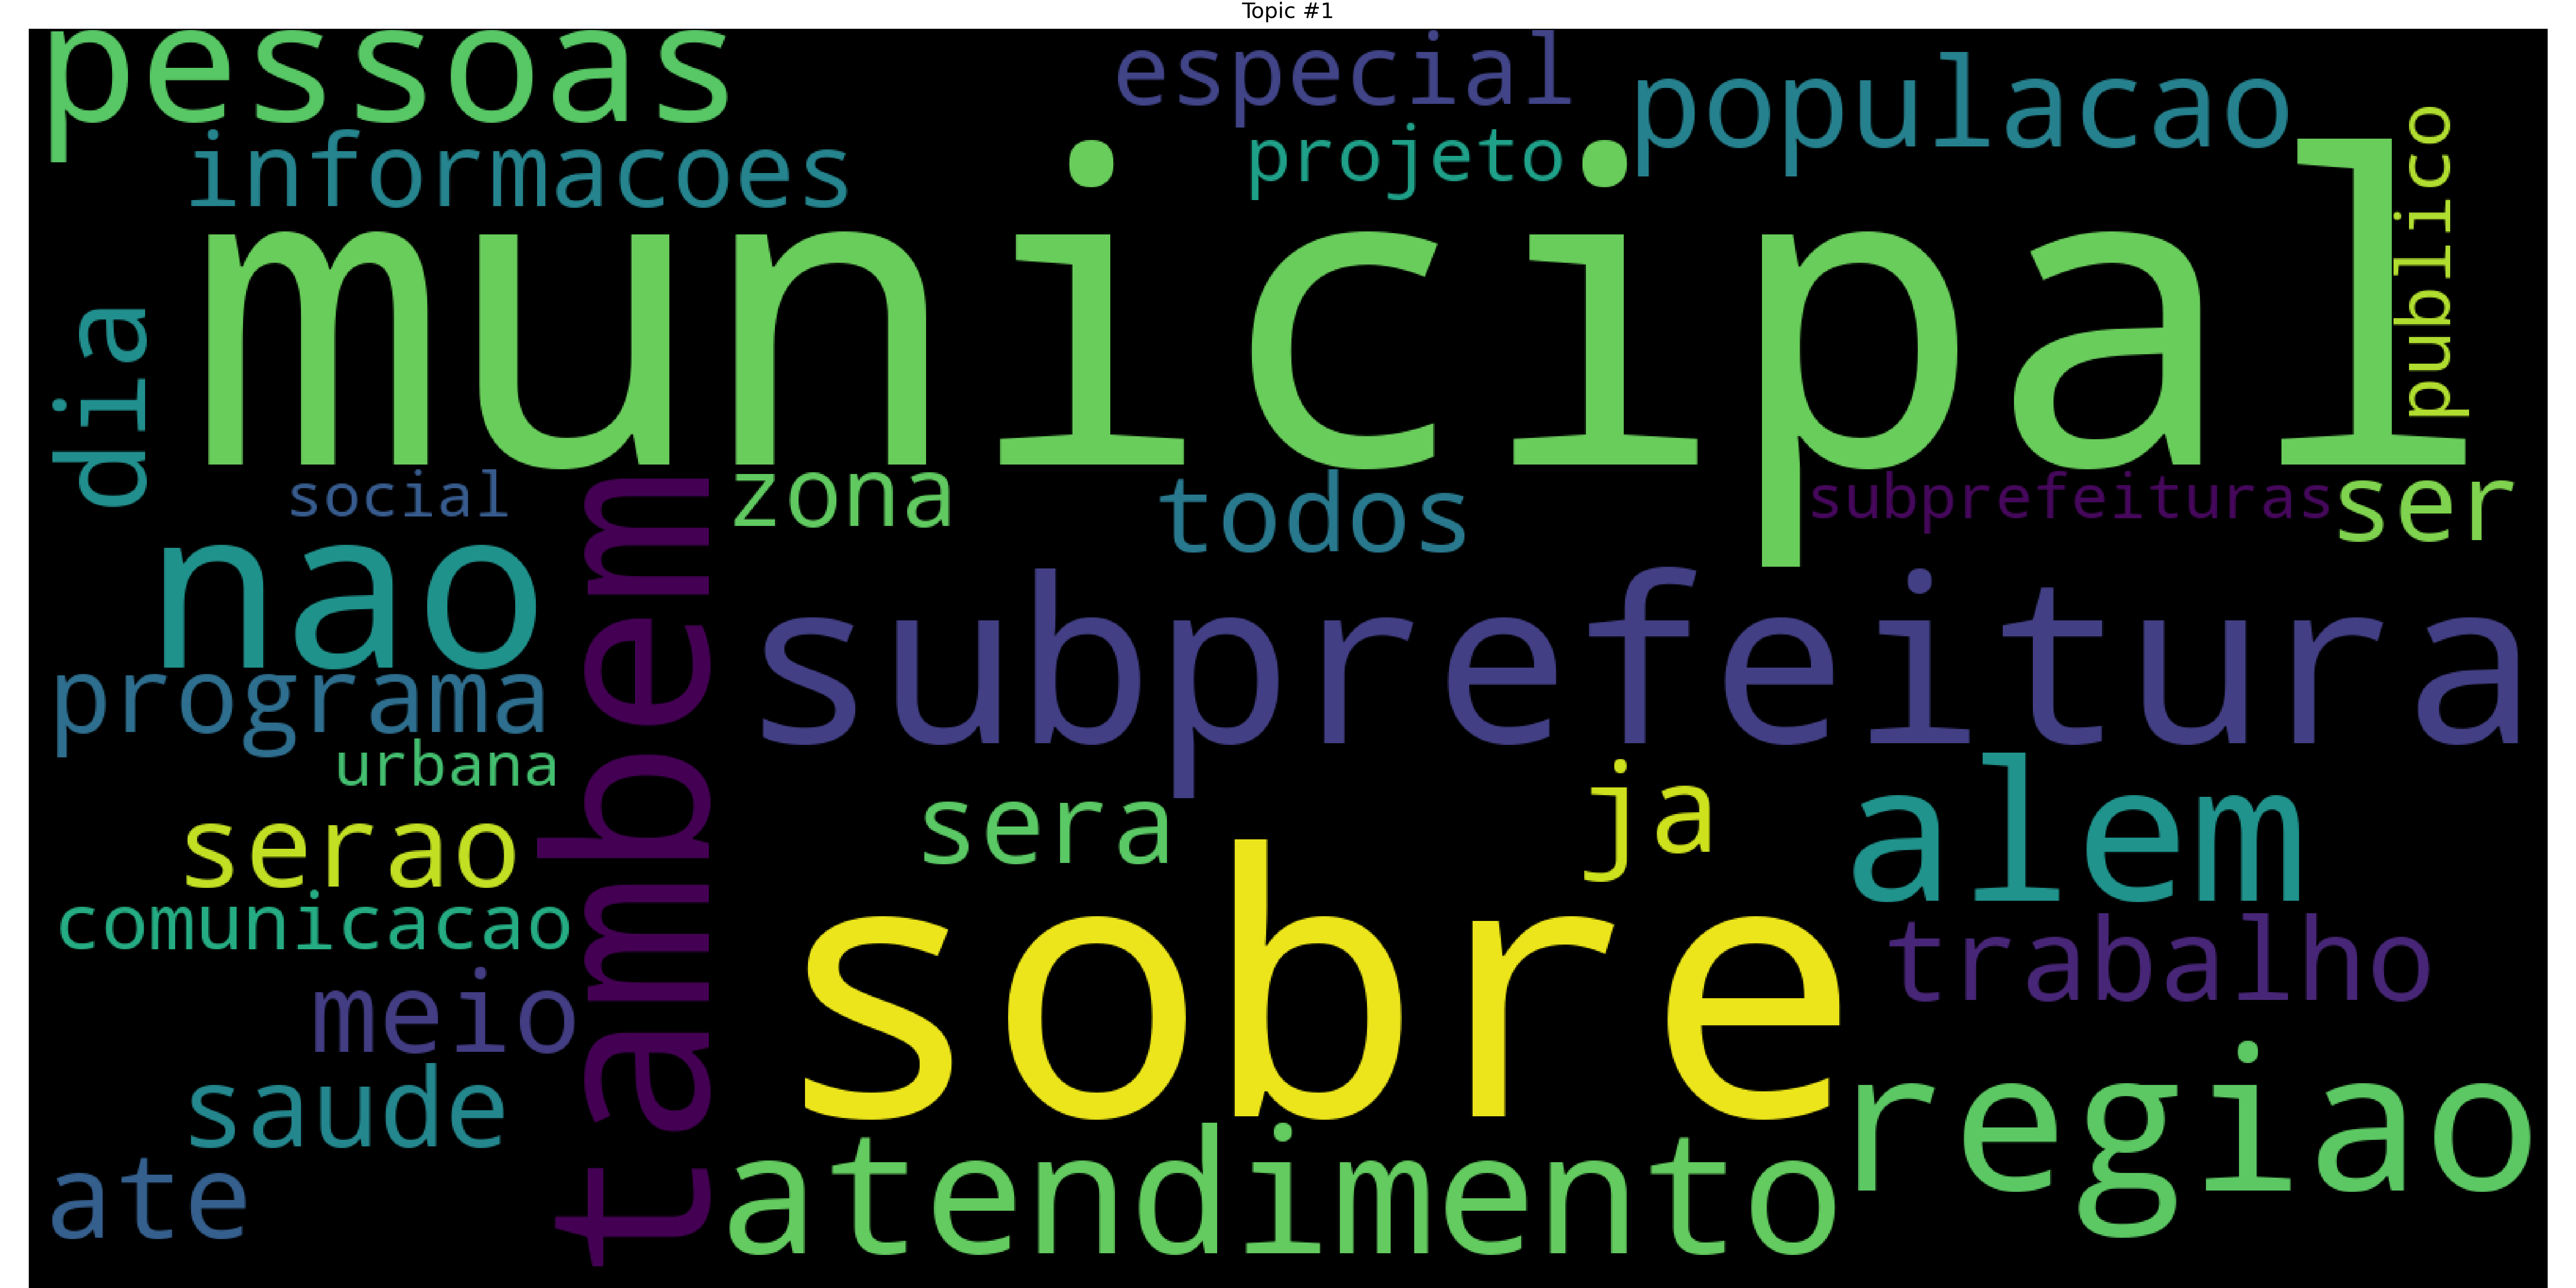 Topic #1
pessoas
especial
populacao
informacoes
projeto
publico
municipal
dia
social
zona
todos
subprefeituras
ser
nao
subprefeitura
programa
tambem
urbana
sera
ja
alem
serao
comunicacao
sobre
trabalho
meio
saude
regiao
ate
atendimento